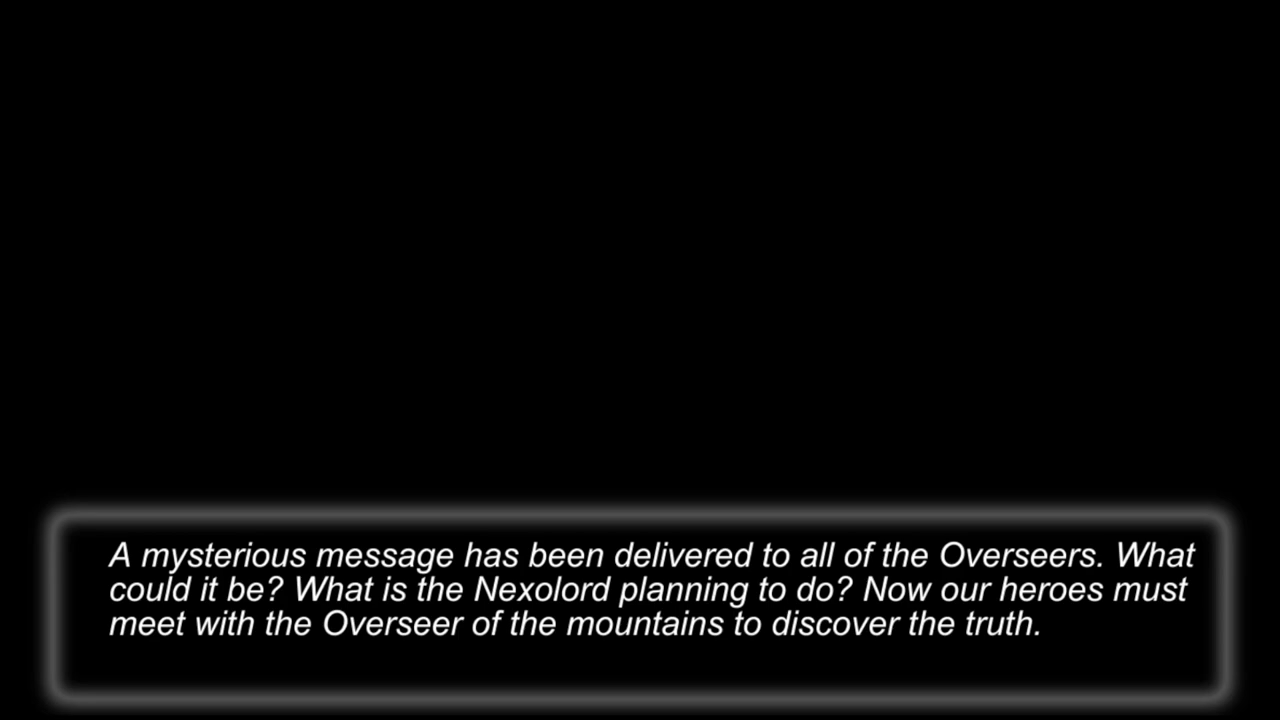 A mysterious message has been delivered to all of the Overseers. What
could it be? What is the Nexolord planning to do? Now our heroes must
meet with the Overseer of the mountains to discover the truth.